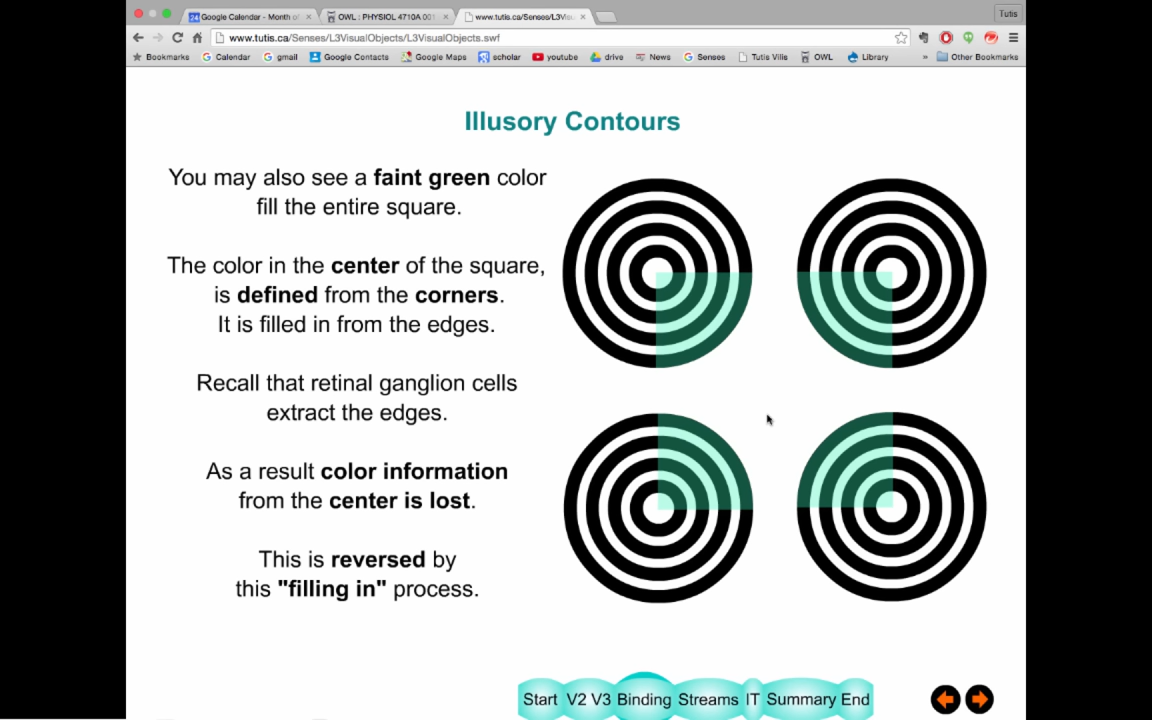 Google Calendar - Month of
OWL : PHYSIOL 4710A 001
www.tutis.ca/Senses/L3Visu
Tutis
www.tutis.ca/Senses/L3VisualObjects/L3VisualObjects.swf
Bookmarks Calendar gmail Google Contacts Google Maps scholar youtube drive News Senses Tutis Villis OWL Library » Other Bookmarks
Illusory Contours
You may also see a faint green color
fill the entire square.
The color in the center of the square,
is defined from the corners.
It is filled in from the edges.
Recall that retinal ganglion cells
extract the edges.
As a result color information
from the center is lost.
This is reversed by
this "filling in" process.
Start V2 V3 Binding Streams IT Summary End